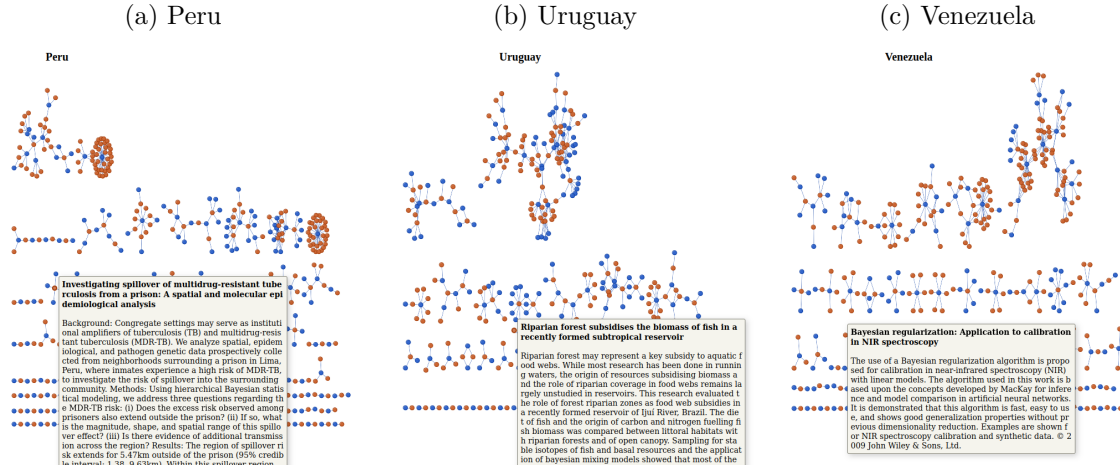 (a) Peru
(b) Uruguay
(c) Venezuela
Peru
Uruguay
Venezuela
Investigating spillover of multidrug-resistant tube
rculosis from a prison: A spatial and molecular epi
demiological analysis
Background: Congregate settings may serve as instituti
onal amplifiers of tuberculosis (TB) and multidrug-resis
tant tuberculosis (MDR-TB). We analyze spatial, epidem
iological, and pathogen genetic data prospectively colle
cted from neighborhoods surrounding a prison in Lima,
Peru, where inmates experience a high risk of MDR-TB,
to investigate the risk of spillover into the surrounding
community. Methods: Using hierarchical Bayesian statis
tical modeling, we address three questions regarding th
e MDR-TB risk: (i) Does the excess risk observed among
prisoners also extend outside the prison? (ii) If so, what
is the magnitude, shape, and spatial range of this spillo
ver effect? (iii) Is there evidence of additional transmiss
ion across the region? Results: The region of spillover ri
sk extends for 5.47km outside of the prison (95% credib
le interval: 1.38, 9.63km). Within this spillover region
Riparian forest subsidises the biomass of fish in a
recently formed subtropical reservoir
Riparian forest may represent a key subsidy to aquatic f
ood webs. While most research has been done in runnin
g waters, the origin of resources subsidising biomass a
nd the role of riparian coverage in food webs remains la
rgely unstudied in reservoirs. This research evaluated t
he role of forest riparian zones as food web subsidies in
a recently formed reservoir of Ijuí River, Brazil. The die
t of fish and the origin of carbon and nitrogen fuelling fi
sh biomass was compared between littoral habitats wit
h riparian forests and of open canopy. Sampling for sta
ble isotopes of fish and basal resources and the applicat
ion of bayesian mixing models showed that most of the
Bayesian regularization: Application to calibration
in NIR spectroscopy
The use of a Bayesian regularization algorithm is propo
sed for calibration in near-infrared spectroscopy (NIR)
with linear models. The algorithm used in this work is b
ased upon the concepts developed by MacKay for infere
nce and model comparison in artificial neural networks.
It is demonstrated that this algorithm is fast, easy to us
e, and shows good generalization properties without pr
evious dimensionality reduction. Examples are shown f
or NIR spectroscopy calibration and synthetic data. © 2
009 John Wiley & Sons, Ltd.